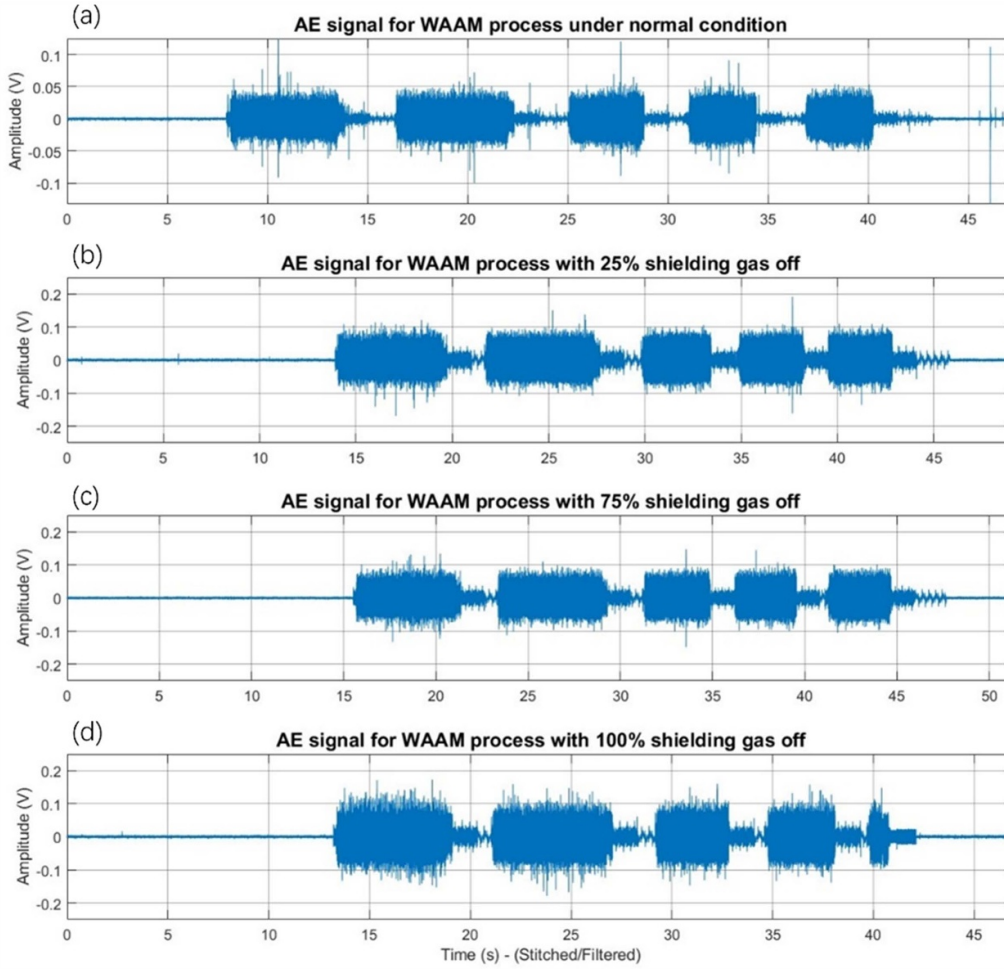 (a)
AE signal for WAAM process under normal condition
0.1
0.05
0
-0.05
-0.1
Amplitude (V)
0 5 10 15 20 25 30 35 40 45
(b)
AE signal for WAAM process with 25% shielding gas off
0.2
0.1
0
-0.1
-0.2
Amplitude (V)
0 5 10 15 20 25 30 35 40 45
(c)
AE signal for WAAM process with 75% shielding gas off
0.2
0.1
0
-0.1
-0.2
Amplitude (V)
0 5 10 15 20 25 30 35 40 45 50
(d)
AE signal for WAAM process with 100% shielding gas off
0.2
0.1
0
-0.1
-0.2
Amplitude (V)
0 5 10 15 20 25 30 35 40 45
Time (s) - (Stitched/Filtered)